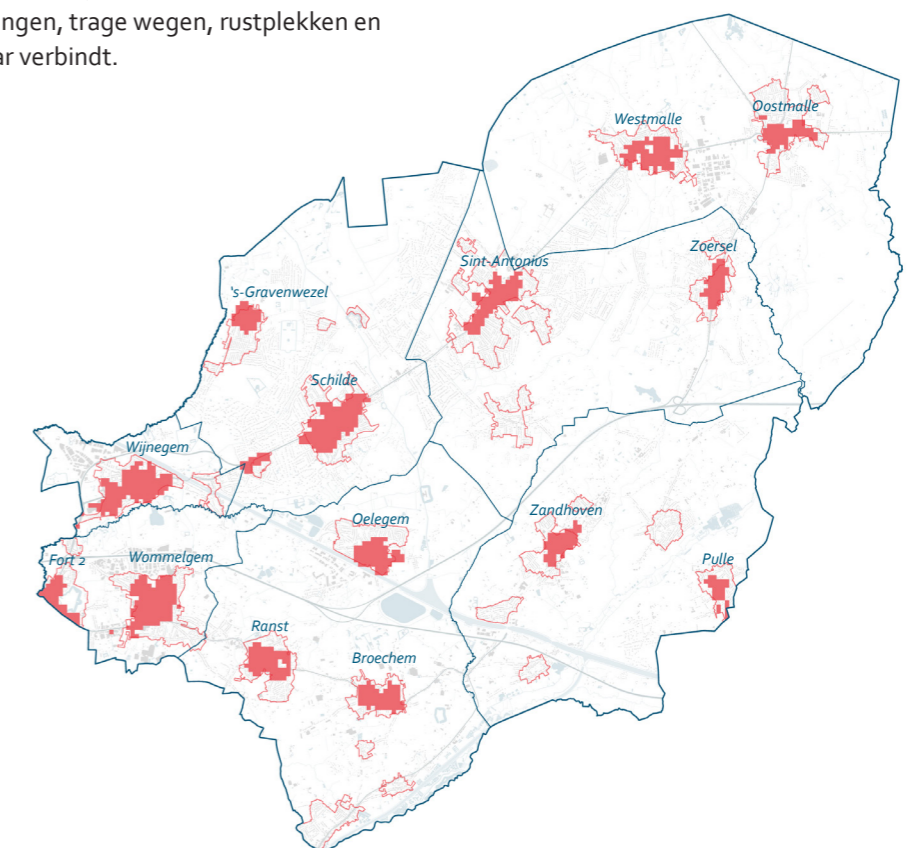 ngen, trage wegen, rustplekken en
ar verbindt.
Oostmalle
Westmalle
Zoersel
Sint-Antonius
's-Gravenwezel
Schilde
Wijnegem
Zandhoven
Oelegem
Fort 2
Wommelgem
Pulle
Ranst
Broechem